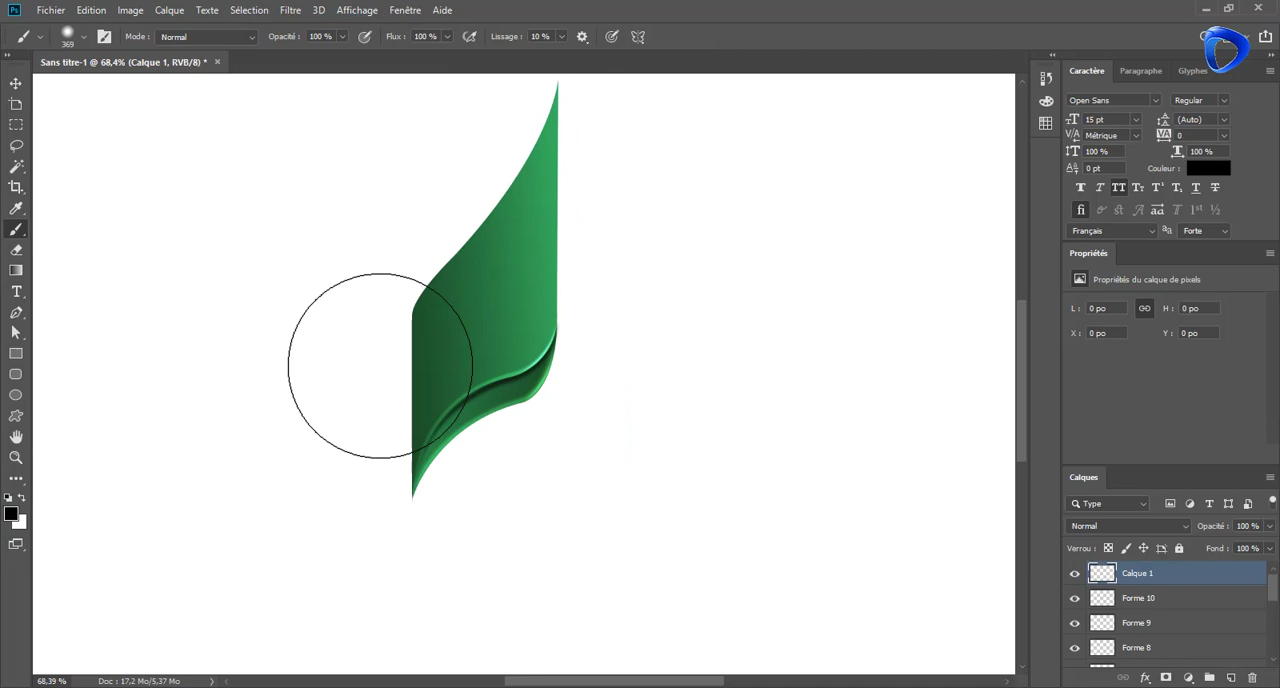 Ps Fichier Edition Image Calque Texte Sélection Filtre 3D Affichage Fenêtre Aide
369 Mode : Normal Opacité : 100 % Flux : 100 % Lissage : 10 %
Sans titre-1 @ 68,4% (Calque 1, RVB/8) * ×
Caractère Paragraphe Glyphes
Open Sans Regular
15 pt (Auto)
Métrique 0
100 % 100 %
0 pt Couleur :
Français aa Forte
Propriétés
Propriétés du calque de pixels
L : 0 po H : 0 po
X : 0 po Y : 0 po
Calques
Type
Normal Opacité : 100 %
Verrou : Fond : 100 %
Calque 1
Forme 10
Forme 9
Forme 8
68,39 % Doc : 17,2 Mo/5,37 Mo